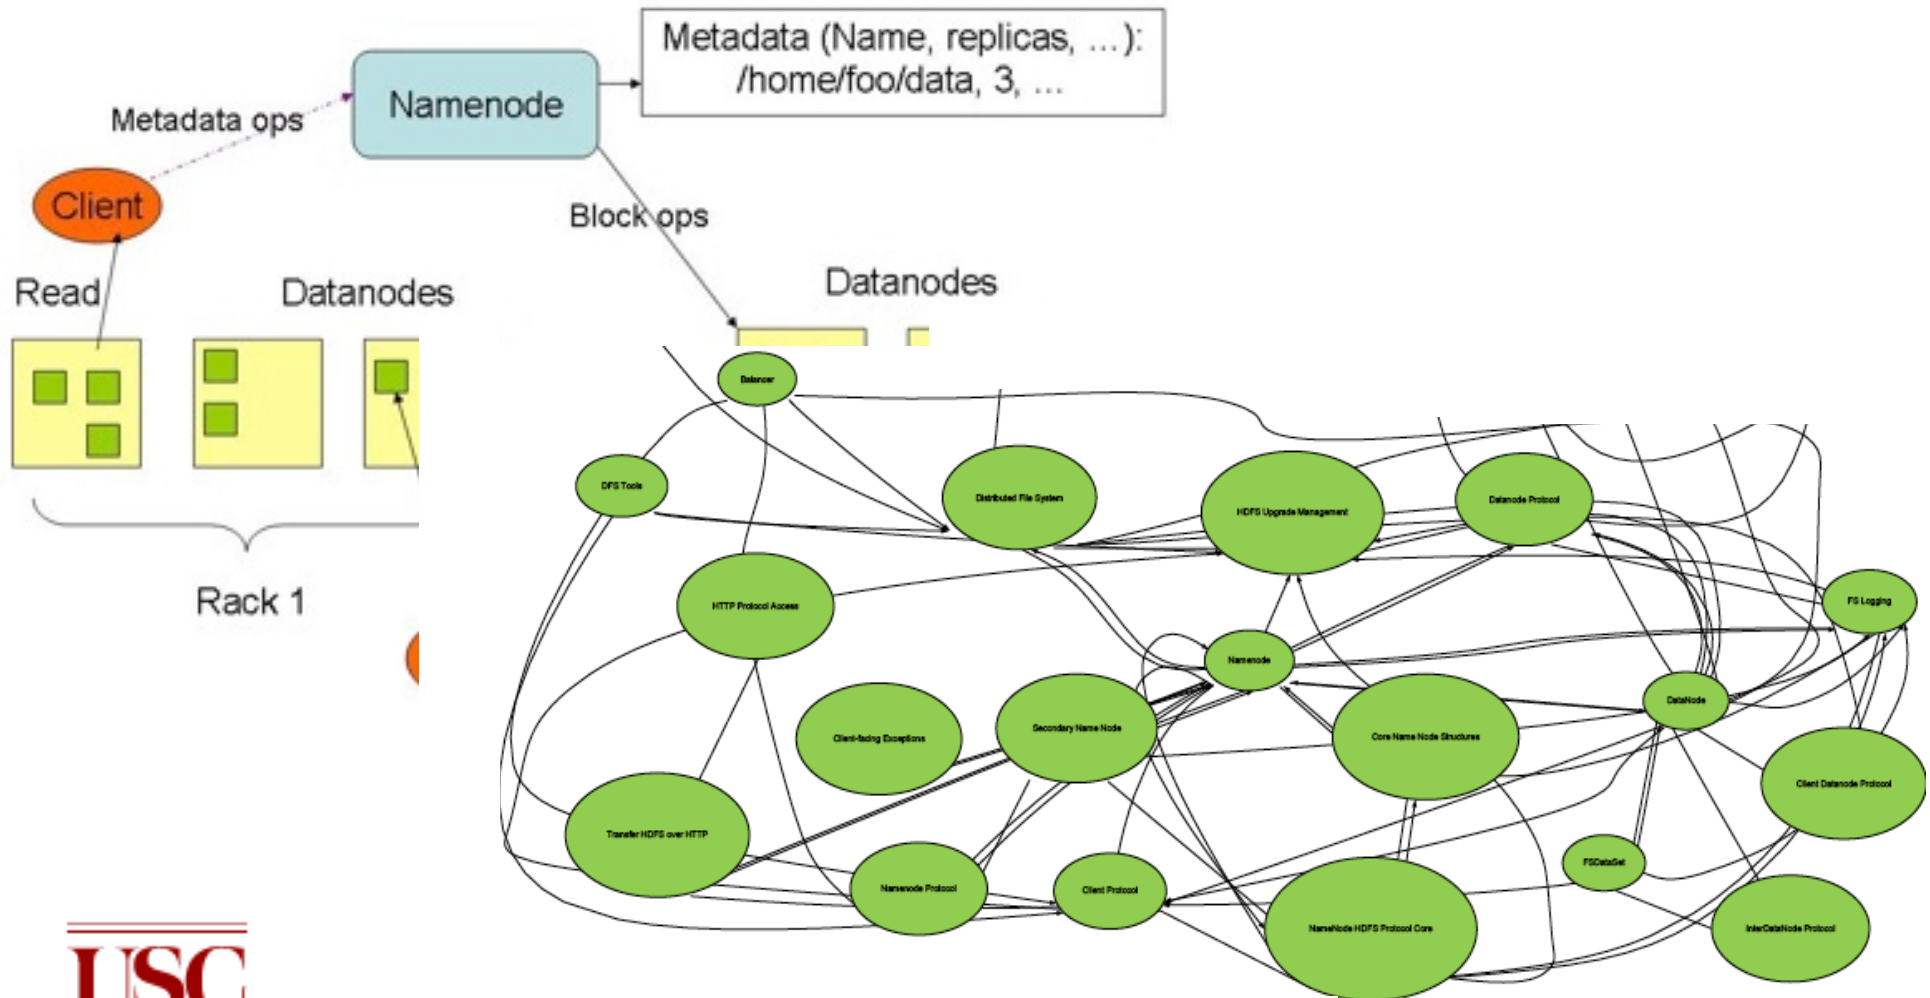 Metadata (Name, replicas, ...):
/home/foo/data, 3, ...
Namenode
Metadata ops
Client
Block ops
Read
Datanodes
Datanodes
Rack 1
Balancer
DFS Tools
Distributed File System
HDFS Upgrade Management
Datanode Protocol
HTTP Protocol Access
FS Logging
Namenode
DataNode
Client-facing Exceptions
Secondary Name Node
Core Name Node Structures
Client Datanode Protocol
Transfer HDFS over HTTP
Namenode Protocol
Client Protocol
FSDataSet
NameNode HDFS Protocol Core
InterDataNode Protocol
USC